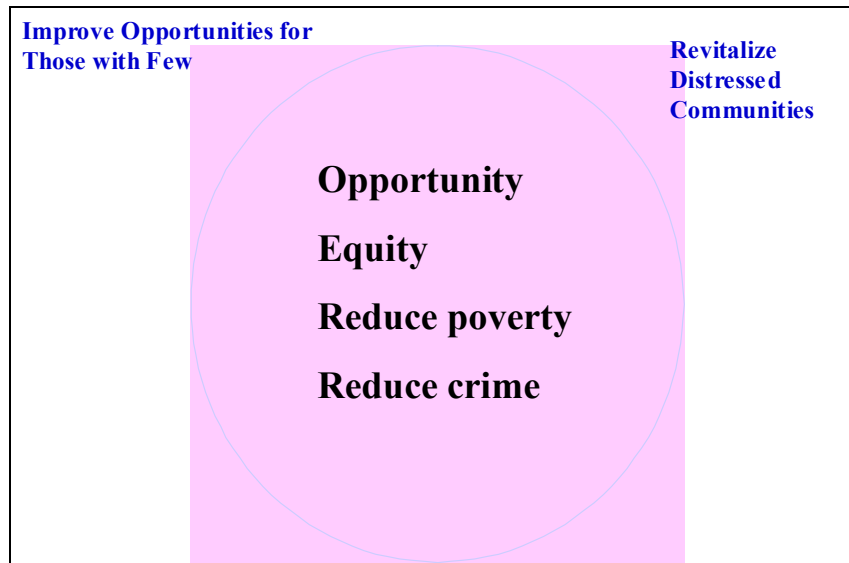 Improve Opportunities for
Those with Few
Revitalize
Distressed
Communities
Opportunity
Equity
Reduce poverty
Reduce crime